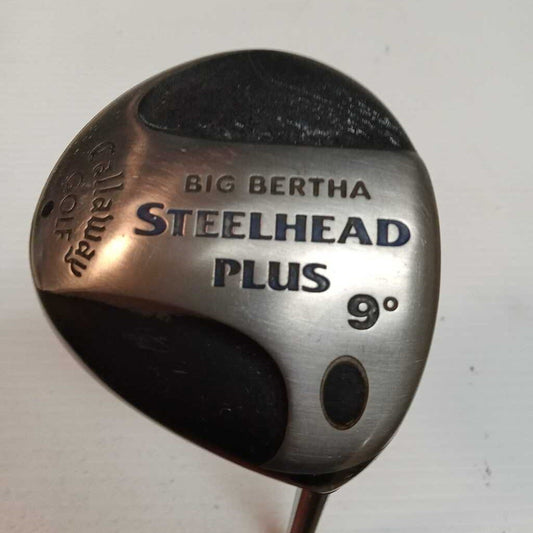 BIG BERTHA
STEELHEAD
PLUS
9°
Callaway
GOLF